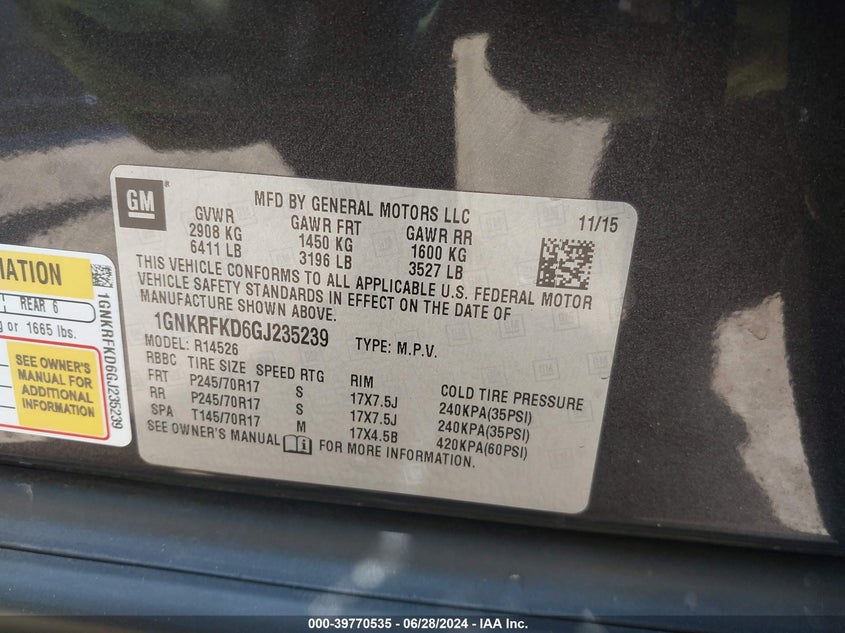 GM
MFD BY GENERAL MOTORS LLC
11/15
GVWR GAWR FRT GAWR RR
2908 KG 1450 KG 1600 KG
6411 LB 3196 LB 3527 LB
THIS VEHICLE CONFORMS TO ALL APPLICABLE U.S. FEDERAL MOTOR
VEHICLE SAFETY STANDARDS IN EFFECT ON THE DATE OF
MANUFACTURE SHOWN ABOVE.
1GNKRFKD6GJ235239 TYPE: M.P.V.
MODEL: R14526
RBBC TIRE SIZE SPEED RTG RIM COLD TIRE PRESSURE
FRT P245/70R17 S 17X7.5J 240KPA(35PSI)
RR P245/70R17 S 17X7.5J 240KPA(35PSI)
SPA T145/70R17 M 17X4.5B 420KPA(60PSI)
SEE OWNER'S MANUAL FOR MORE INFORMATION.
MATION
REAR 6
or 1665 lbs.
SEE OWNER'S
MANUAL FOR
ADDITIONAL
INFORMATION
1GNKRFKD6GJ235239
000-39770535 - 06/28/2024 - IAA Inc.